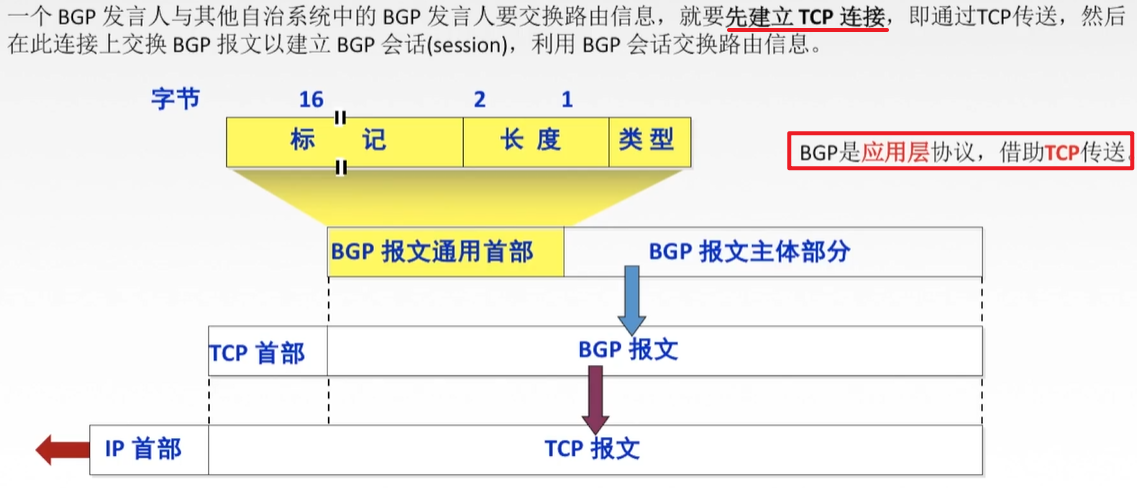 一个 BGP 发言人与其他自治系统中的 BGP 发言人要交换路由信息，就要先建立 TCP 连接，即通过TCP传送，然后
在此连接上交换 BGP 报文以建立 BGP 会话(session)，利用 BGP 会话交换路由信息。
字节 16 2 1
标 记 长 度 类 型
BGP是应用层协议，借助TCP传送.
BGP 报文通用首部 BGP 报文主体部分
TCP 首部 BGP 报文
IP 首部 TCP 报文